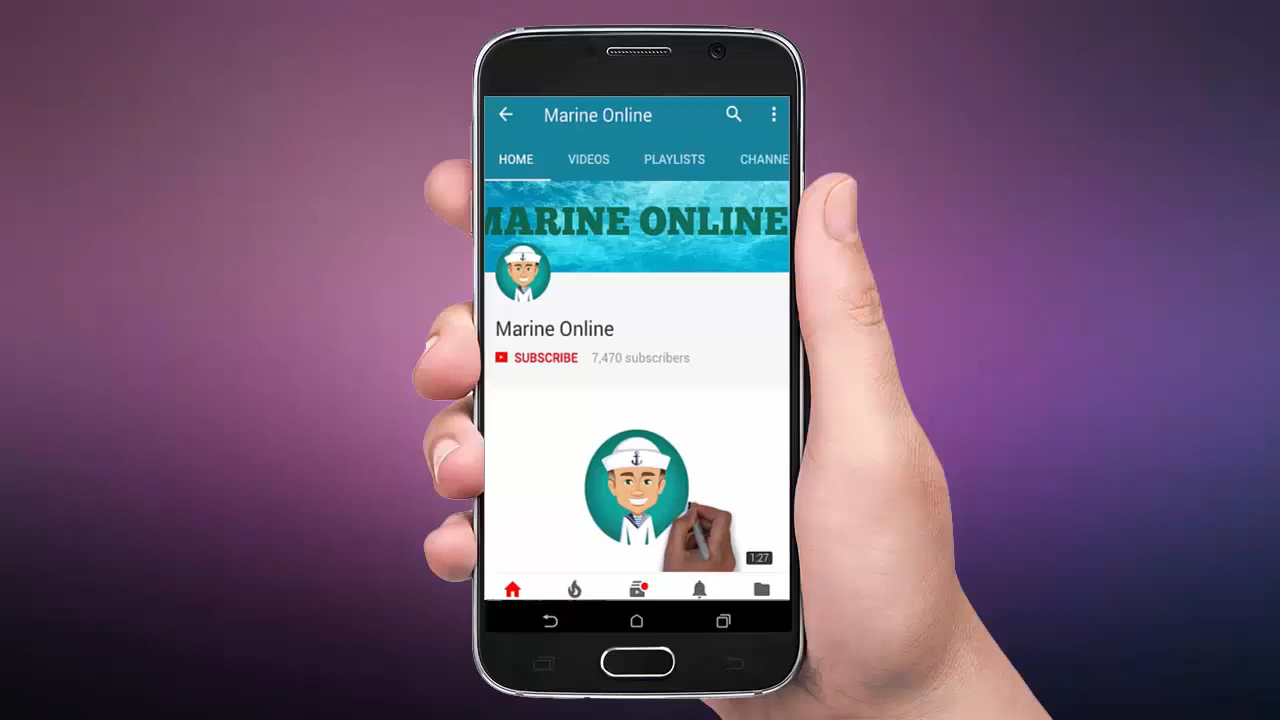 Marine Online
HOME VIDEOS PLAYLISTS CHANNE
MARINE ONLINE
Marine Online
SUBSCRIBE 7,470 subscribers
1:27